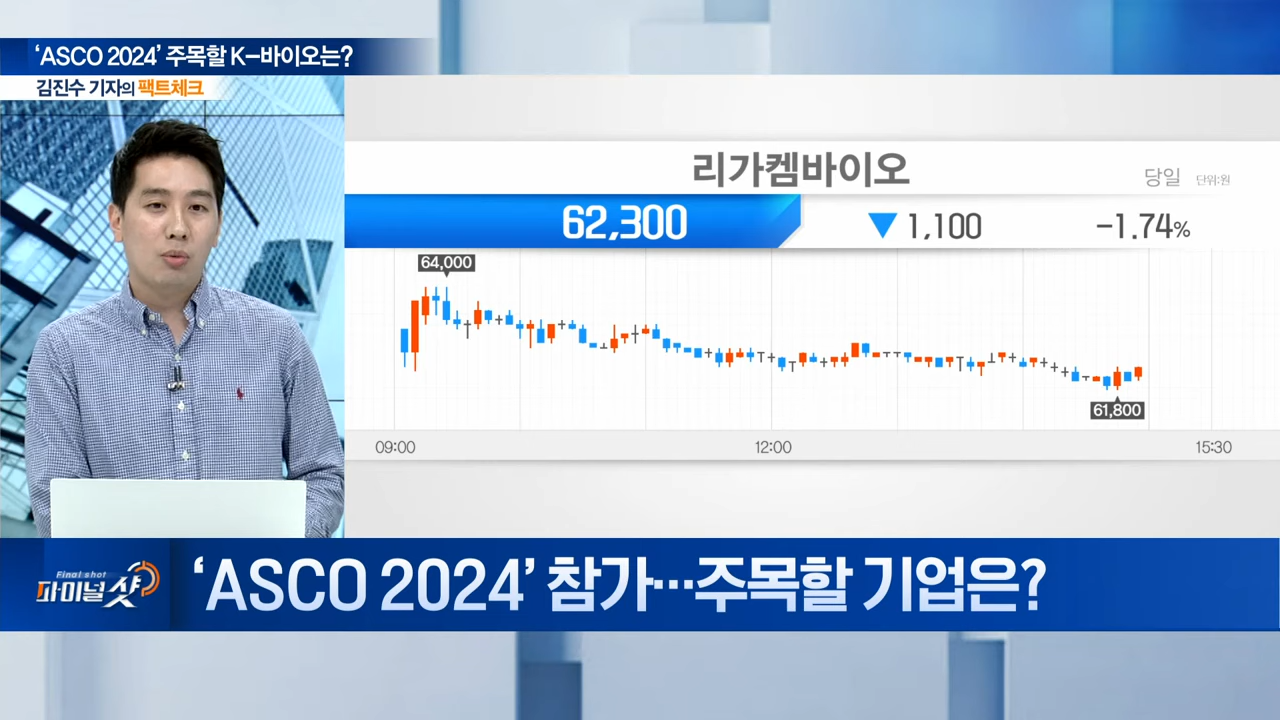 ‘ASCO 2024’ 주목할 K-바이오는?
김진수 기자의 팩트체크
리가켐바이오
당일 단위:원
62,300 ▼ 1,100 -1.74%
64,000
61,800
09:00 12:00 15:30
Final shot
파이널샷
‘ASCO 2024’ 참가…주목할 기업은?